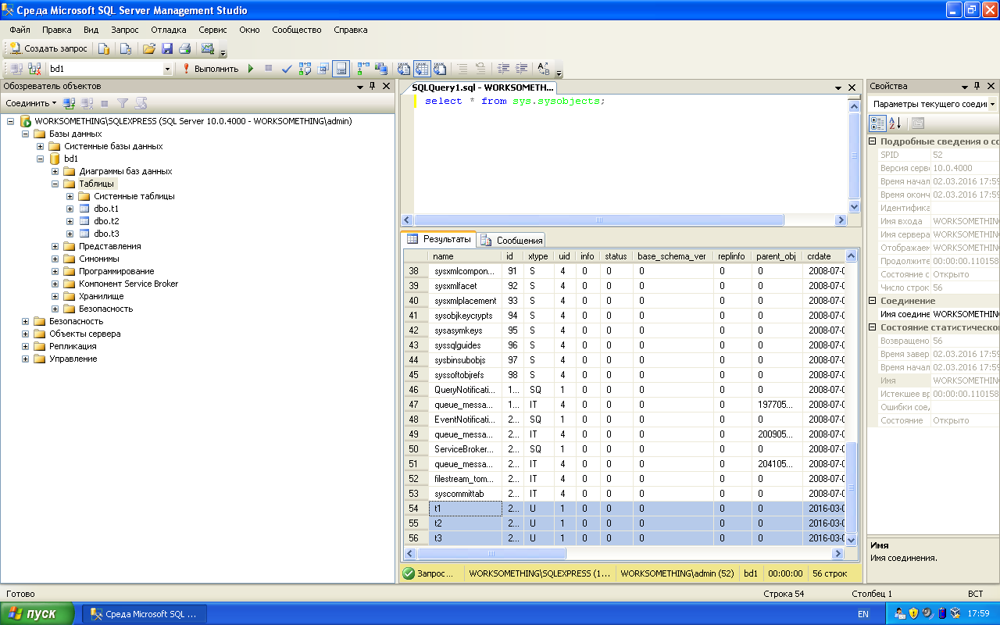 Среда Microsoft SQL Server Management Studio
Файл Правка Вид Запрос Отладка Сервис Окно Сообщество Справка
Создать запрос
bd1 Выполнить
Обозреватель объектов
Соединить
WORKSOMETHING\SQLEXPRESS (SQL Server 10.0.4000 - WORKSOMETHING\admin)
Базы данных
Системные базы данных
bd1
Диаграммы баз данных
Таблицы
Системные таблицы
dbo.t1
dbo.t2
dbo.t3
Представления
Синонимы
Программирование
Компонент Service Broker
Хранилище
Безопасность
Безопасность
Объекты сервера
Репликация
Управление
SQLQuery1.sql - WORKSOMETH...
select * from sys.sysobjects;
Результаты Сообщения
name id xtype uid info status base_schema_ver replinfo parent_obj crdate
38 sysxmlcompon... 91 S 4 0 0 0 0 0 2008-07-0
39 sysxmlfacet 92 S 4 0 0 0 0 0 2008-07-0
40 sysxmlplacement 93 S 4 0 0 0 0 0 2008-07-0
41 sysobjkeycrypts 94 S 4 0 0 0 0 0 2008-07-0
42 sysasymkeys 95 S 4 0 0 0 0 0 2008-07-0
43 syssqlguides 96 S 4 0 0 0 0 0 2008-07-0
44 sysbinsubobjs 97 S 4 0 0 0 0 0 2008-07-0
45 syssoftobjrefs 98 S 4 0 0 0 0 0 2008-07-0
46 QueryNotificati... 1... SQ 1 0 0 0 0 0 2008-07-0
47 queue_messa... 1... IT 4 0 0 0 0 197705... 2008-07-0
48 EventNotificati... 2... SQ 1 0 0 0 0 0 2008-07-0
49 queue_messa... 2... IT 4 0 0 0 0 200905... 2008-07-0
50 ServiceBroker... 2... SQ 1 0 0 0 0 0 2008-07-0
51 queue_messa... 2... IT 4 0 0 0 0 204105... 2008-07-0
52 filestream_tom... 2... IT 4 0 0 0 0 0 2008-07-0
53 syscommittab 2... IT 4 0 0 0 0 0 2008-07-0
54 t1 2... U 1 0 0 0 0 0 2016-03-0
55 t2 2... U 1 0 0 0 0 0 2016-03-0
56 t3 2... U 1 0 0 0 0 0 2016-03-0
Запрос ... WORKSOMETHING\SQLEXPRESS (1... WORKSOMETHING\admin (52) bd1 00:00:00 56 строк
Свойства
Параметры текущего соеди
Подробные сведения о со
SPID 52
Версия серве 10.0.4000
Время начал 02.03.2016 17:59
Время оконч 02.03.2016 17:59
Идентифика
Имя входа WORKSOMETHING
Имя сервера WORKSOMETHING
Отображаем WORKSOMETHING
Продолжите 00:00:00.110158
Состояние с Открыто
Число строк 56
Соединение
Имя соедине WORKSOMETHING
Состояние статистическо
Возвращено 56
Время завер 02.03.2016 17:59
Время начал 02.03.2016 17:59
Имя WORKSOMETHING
Истекшее вр 00:00:00.110158
Ошибки сое,
Состояние Открыто
Имя
Имя соединения.
Готово Строка 54 Столбец 1 ВСТ
пуск Среда Microsoft SQL ... EN 17:59